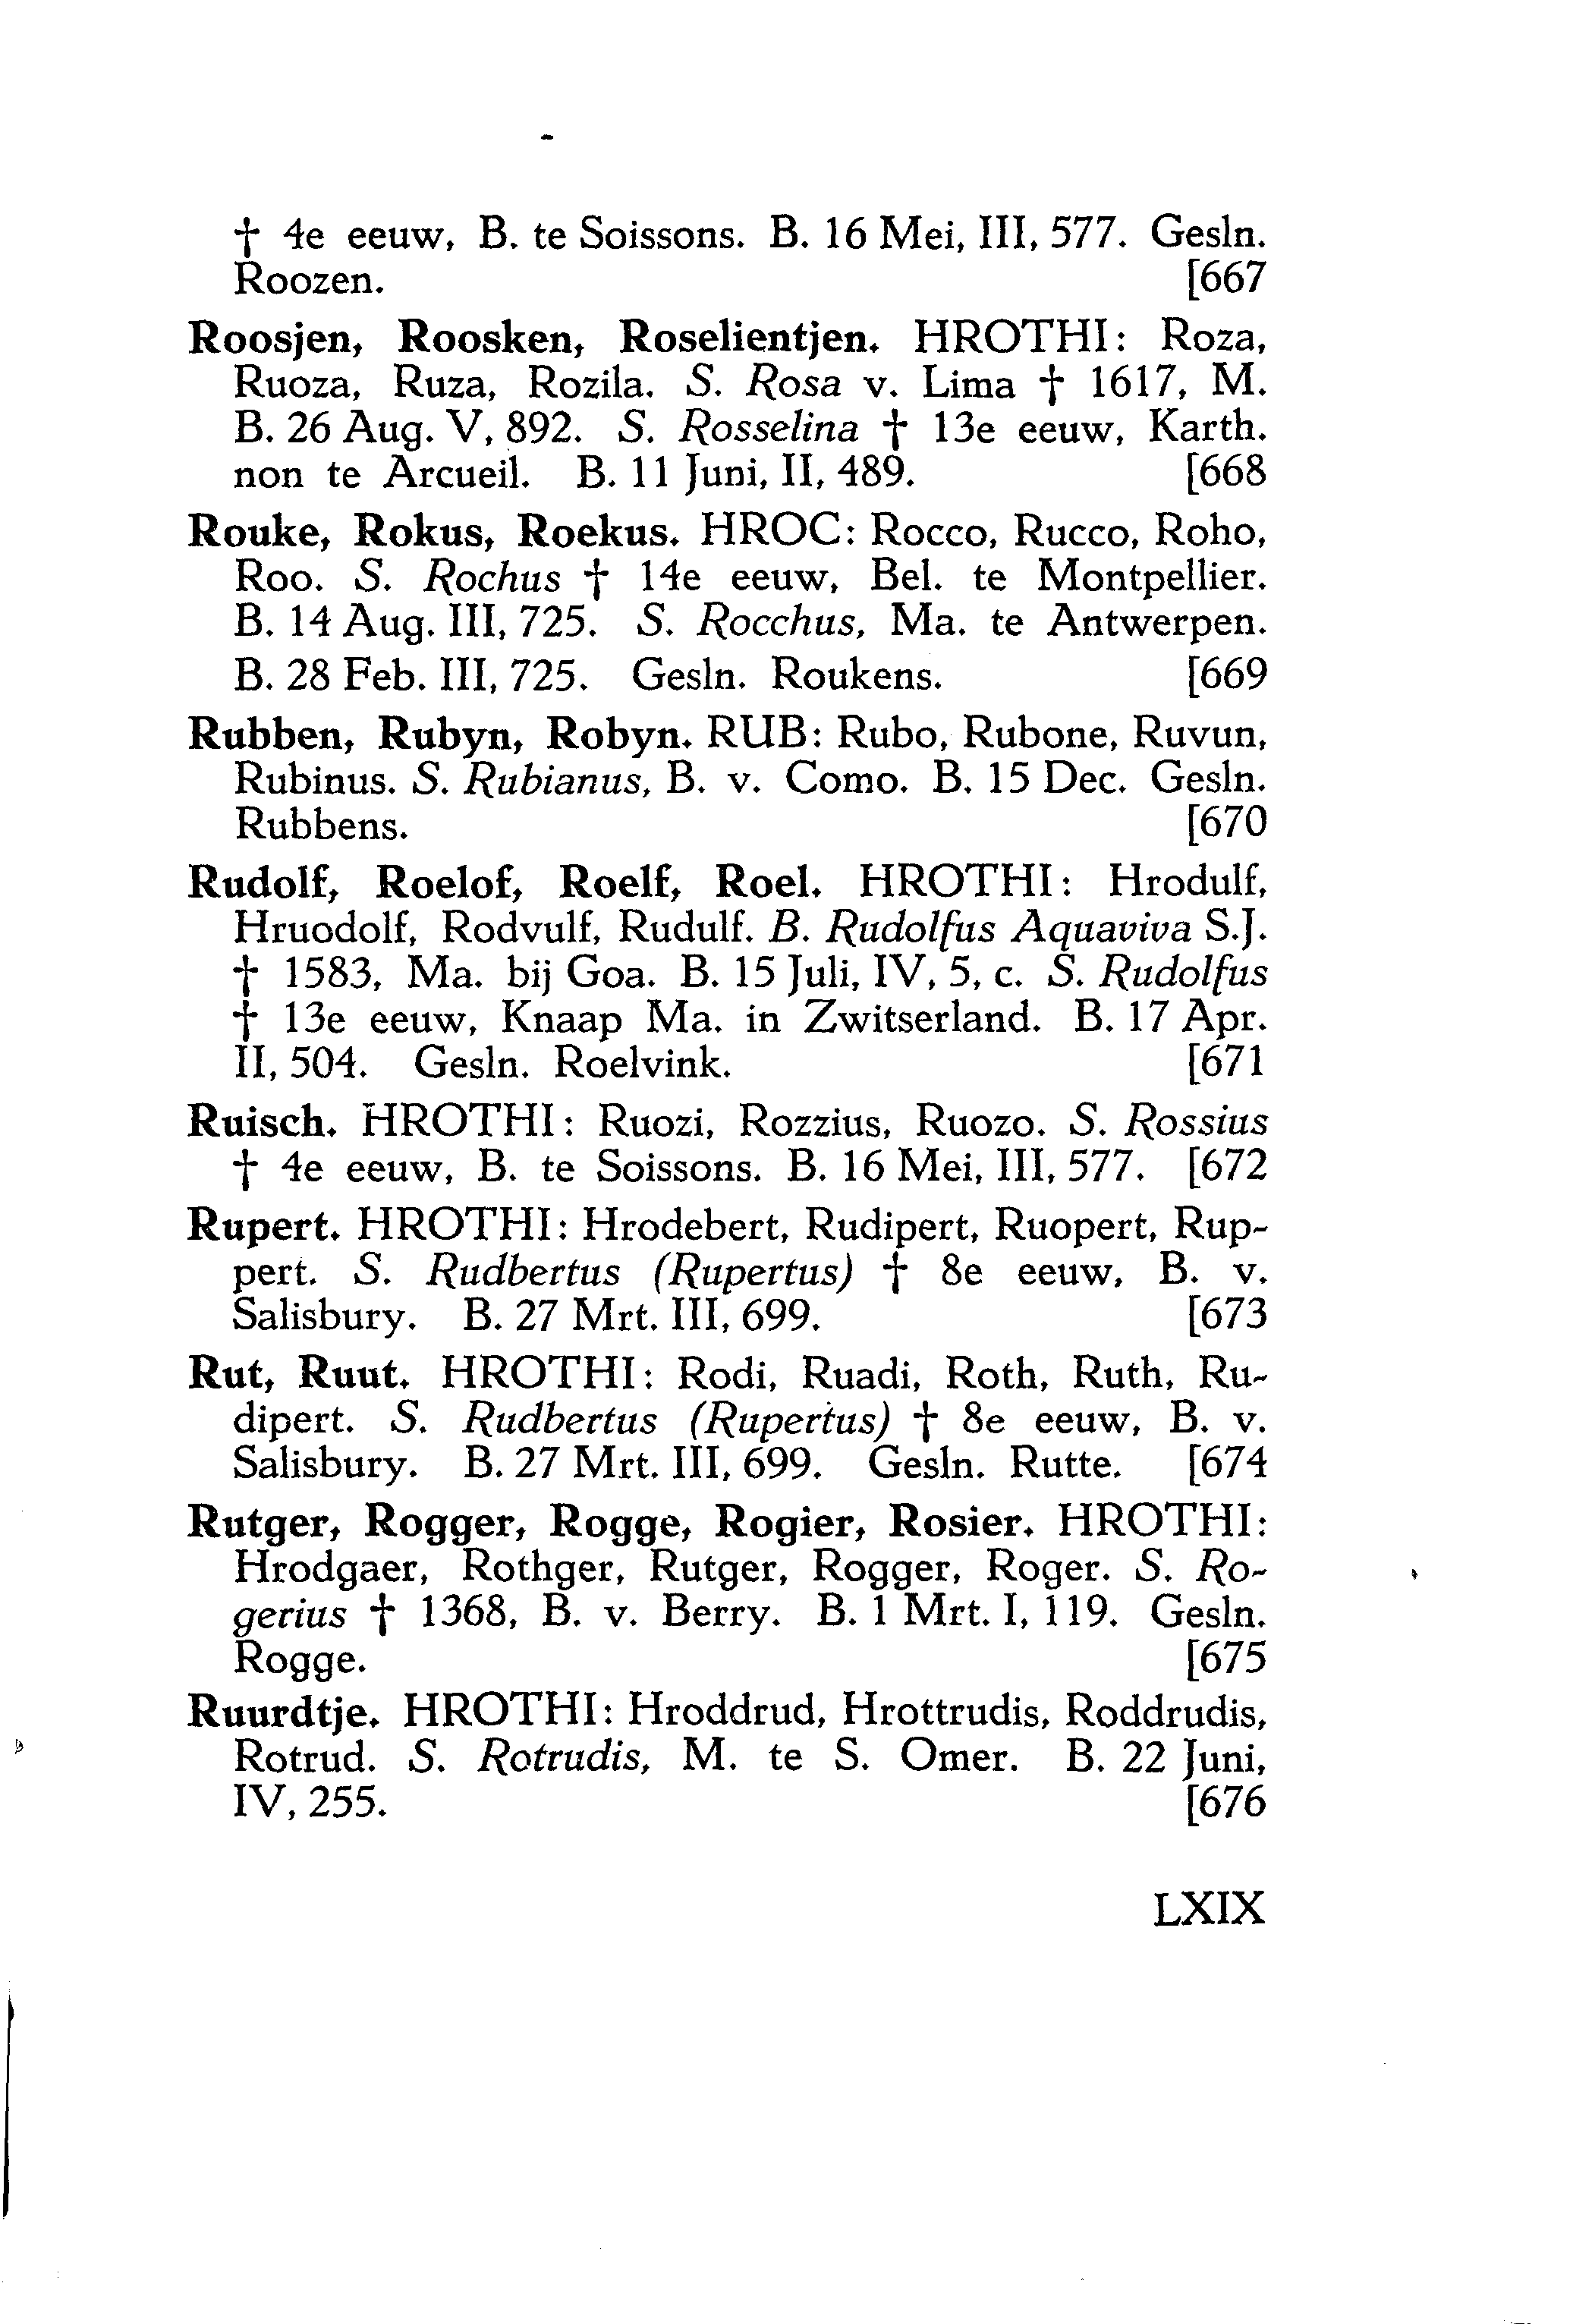 † 4e eeuw, B. te Soissons. B. 16 Mei, III, 577. Gesln.
Roozen. [667
Roosjen, Roosken, Roselientjen. HROTHI: Roza,
Ruoza, Ruza, Rozila. S. Rosa v. Lima † 1617, M.
B. 26 Aug. V, 892. S. Rosselina † 13e eeuw, Karth.
non te Arcueil. B. 11 Juni, II, 489. [668
Rouke, Rokus, Roekus. HROC: Rocco, Rucco, Roho,
Roo. S. Rochus † 14e eeuw, Bel. te Montpellier.
B. 14 Aug. III, 725. S. Rocchus, Ma. te Antwerpen.
B. 28 Feb. III, 725. Gesln. Roukens. [669
Rubben, Rubyn, Robyn. RUB: Rubo, Rubone, Ruvun,
Rubinus. S. Rubianus, B. v. Como. B. 15 Dec. Gesln.
Rubbens. [670
Rudolf, Roelof, Roelf, Roel. HROTHI: Hrodulf,
Hruodolf, Rodvulf, Rudulf. B. Rudolfus Aquaviva S.J.
† 1583, Ma. bij Goa. B. 15 Juli, IV, 5, c. S. Rudolfus
† 13e eeuw, Knaap Ma. in Zwitserland. B. 17 Apr.
II, 504. Gesln. Roelvink. [671
Ruisch. HROTHI: Ruozi, Rozzius, Ruozo. S. Rossius
† 4e eeuw, B. te Soissons. B. 16 Mei, III, 577. [672
Rupert. HROTHI: Hrodebert, Rudipert, Ruopert, Rup-
pert. S. Rudbertus (Rupertus) † 8e eeuw, B. v.
Salisbury. B. 27 Mrt. III, 699. [673
Rut, Ruut. HROTHI: Rodi, Ruadi, Roth, Ruth, Ru-
dipert. S. Rudbertus (Rupertus) † 8e eeuw, B. v.
Salisbury. B. 27 Mrt. III, 699. Gesln. Rutte. [674
Rutger, Rogger, Rogge, Rogier, Rosier. HROTHI:
Hrodgaer, Rothger, Rutger, Rogger, Roger. S. Ro-
gerius † 1368, B. v. Berry. B. 1 Mrt. I, 119. Gesln.
Rogge. [675
Ruurdtje. HROTHI: Hroddrud, Hrottrudis, Roddrudis,
Rotrud. S. Rotrudis, M. te S. Omer. B. 22 Juni,
IV, 255. [676
LXIX